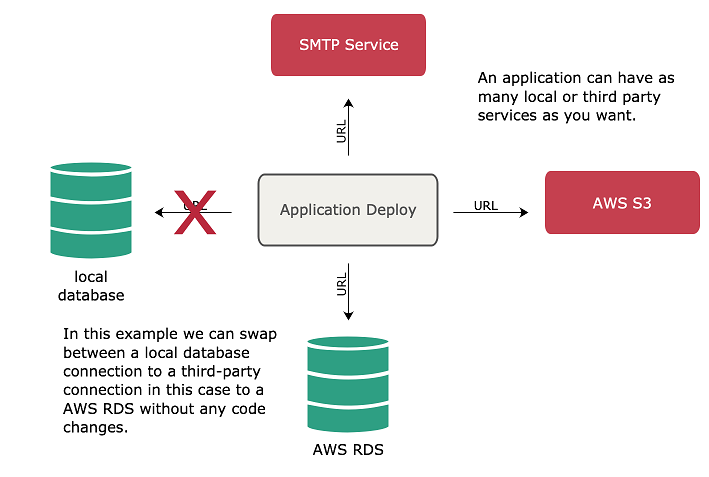 SMTP Service
An application can have as
many local or third party
services as you want.
URL
URL
Application Deploy
URL
AWS S3
local
database
URL
In this example we can swap
between a local database
connection to a third-party
connection in this case to a
AWS RDS without any code
changes.
AWS RDS